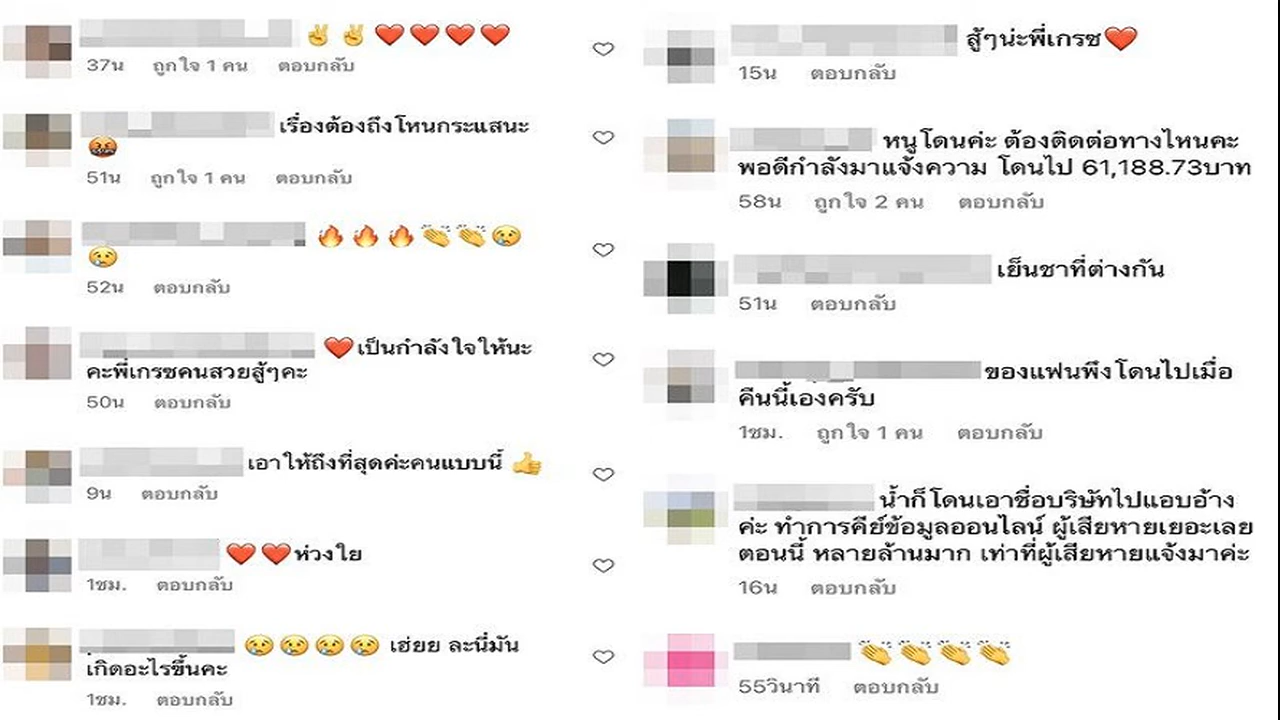 ✌️ ✌️ ❤️ ❤️ ❤️ ❤️
37น ถูกใจ 1 คน ตอบกลับ
เรื่องต้องถึงโหนกระแสนะ
🤬
51น ถูกใจ 1 คน ตอบกลับ
🔥 🔥 🔥 👏 👏 😢
😢
52น ตอบกลับ
❤️เป็นกำลังใจให้นะ
คะพี่เกรซคนสวยสู้ๆคะ
50น ตอบกลับ
เอาให้ถึงที่สุดค่ะคนแบบนี้ 👍
9น ตอบกลับ
❤️ ❤️ห่วงใย
1ชม. ตอบกลับ
😢 😢 😢 😢 เฮ่ยย ละนี่มัน
เกิดอะไรขึ้นคะ
1ชม. ตอบกลับ
สู้ๆน่ะพี่เกรซ❤️
15น ตอบกลับ
หนูโดนค่ะ ต้องติดต่อทางไหนคะ
พอดีกำลังมาแจ้งความ โดนไป 61,188.73บาท
58น ถูกใจ 2 คน ตอบกลับ
เย็นชาที่ต่างกัน
51น ตอบกลับ
ของแฟนพึงโดนไปเมื่อ
คืนนี้เองครับ
1ชม. ถูกใจ 1 คน ตอบกลับ
น้ำก็โดนเอาชื่อบริษัทไปแอบอ้าง
ค่ะ ทำการคีย์ข้อมูลออนไลน์ ผู้เสียหายเยอะเลย
ตอนนี้ หลายล้านมาก เท่าที่ผู้เสียหายแจ้งมาค่ะ
16น ตอบกลับ
👏 👏 👏 👏
55วินาที ตอบกลับ